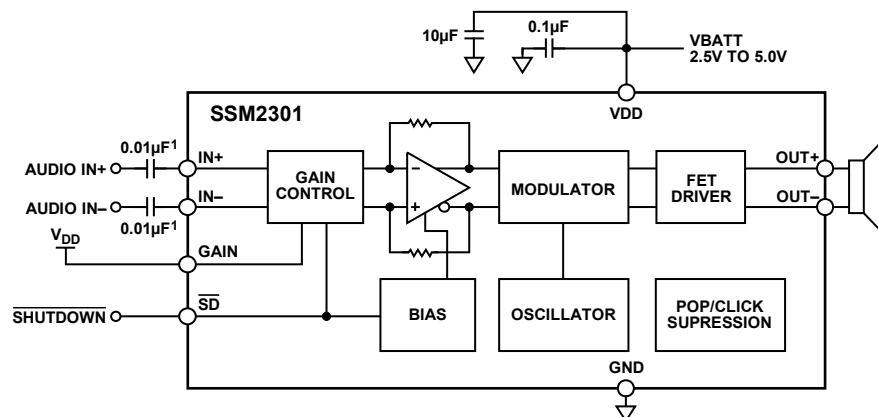 10µF
0.1µF
VBATT
2.5V TO 5.0V
SSM2301
VDD
0.01µF¹
AUDIO IN+
IN+
AUDIO IN–
IN–
0.01µF¹
GAIN
CONTROL
MODULATOR
FET
DRIVER
OUT+
OUT–
VDD
GAIN
SHUTDOWN
SD
BIAS
OSCILLATOR
POP/CLICK
SUPRESSION
GND